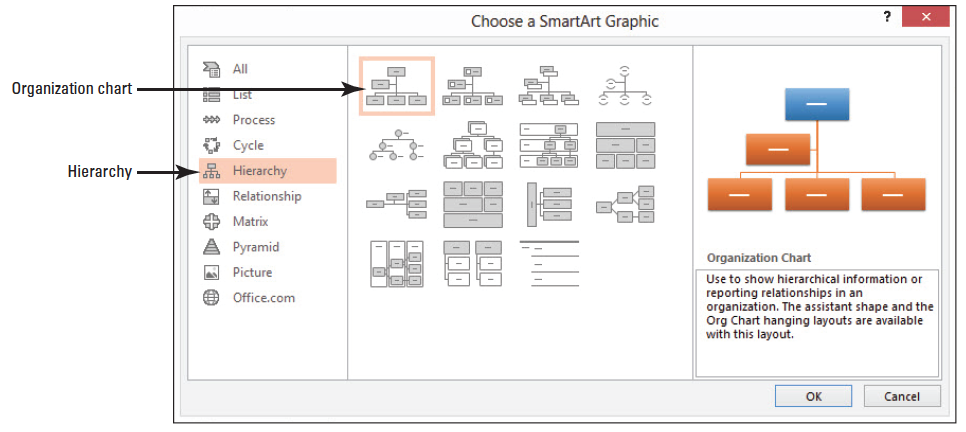 Choose a SmartArt Graphic
?
Organization chart
Hierarchy
All
List
Process
Cycle
Hierarchy
Relationship
Matrix
Pyramid
Picture
Office.com
Organization Chart
Use to show hierarchical information or
reporting relationships in an
organization. The assistant shape and the
Org Chart hanging layouts are available
with this layout.
OK
Cancel